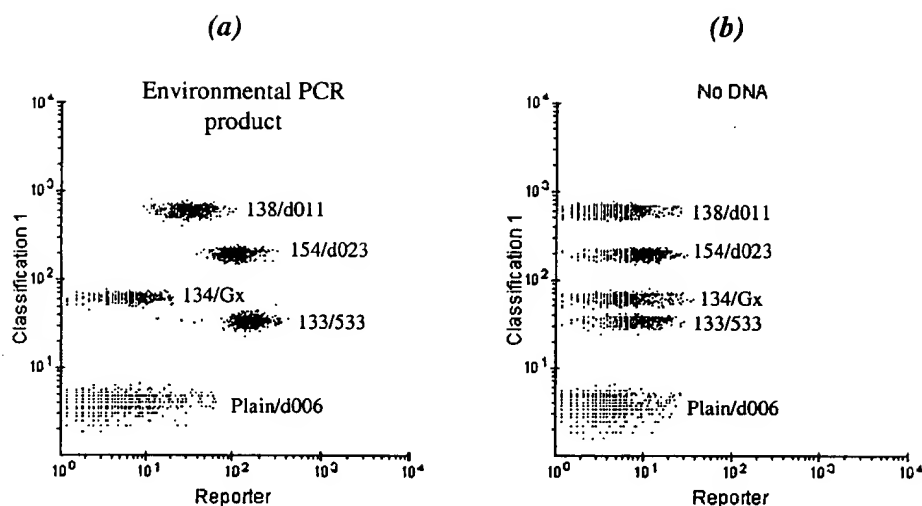 (a)
Environmental PCR
product
10⁴
10³
10²
10¹
Classification 1
138/d011
154/d023
134/Gx
133/533
Plain/d006
10⁰ 10¹ 10² 10³ 10⁴
Reporter
(b)
No DNA
10⁴
10³
10²
10¹
Classification 1
138/d011
154/d023
134/Gx
133/533
Plain/d006
10⁰ 10¹ 10² 10³ 10⁴
Reporter